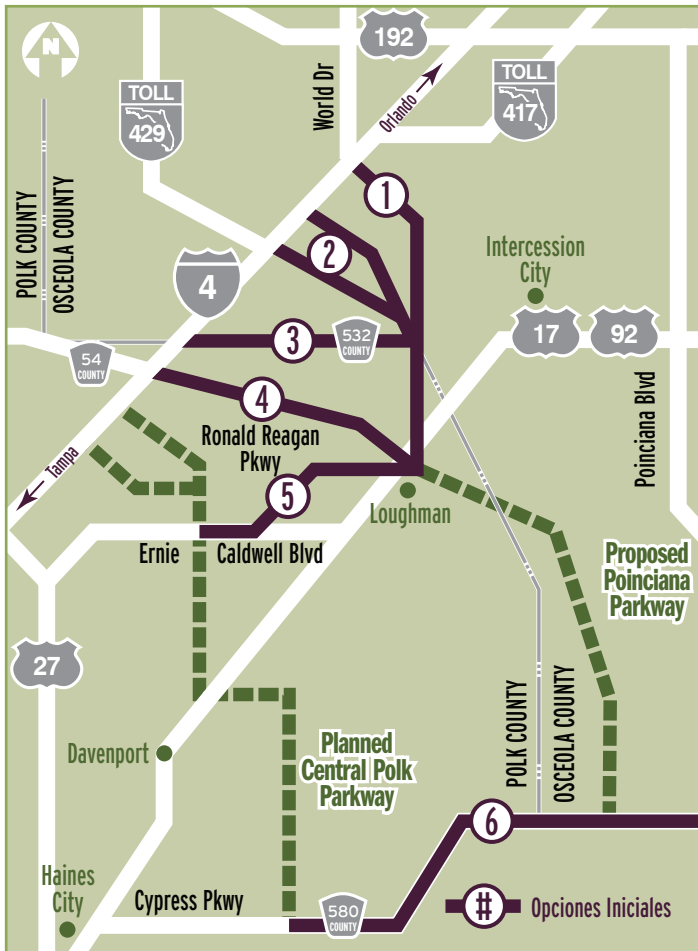 N
192
TOLL
429
World Dr
Orlando
TOLL
417
POLK COUNTY
OSCEOLA COUNTY
1
2
Intercession
City
4
17
92
3
532
COUNTY
54
COUNTY
4
Ronald Reagan
Pkwy
Poinciana Blvd
Tampa
5
Loughman
Ernie
Caldwell Blvd
Proposed
Poinciana
Parkway
27
POLK COUNTY
OSCEOLA COUNTY
Davenport
Planned
Central Polk
Parkway
6
Haines
City
Cypress Pkwy
580
COUNTY
# Opciones Iniciales